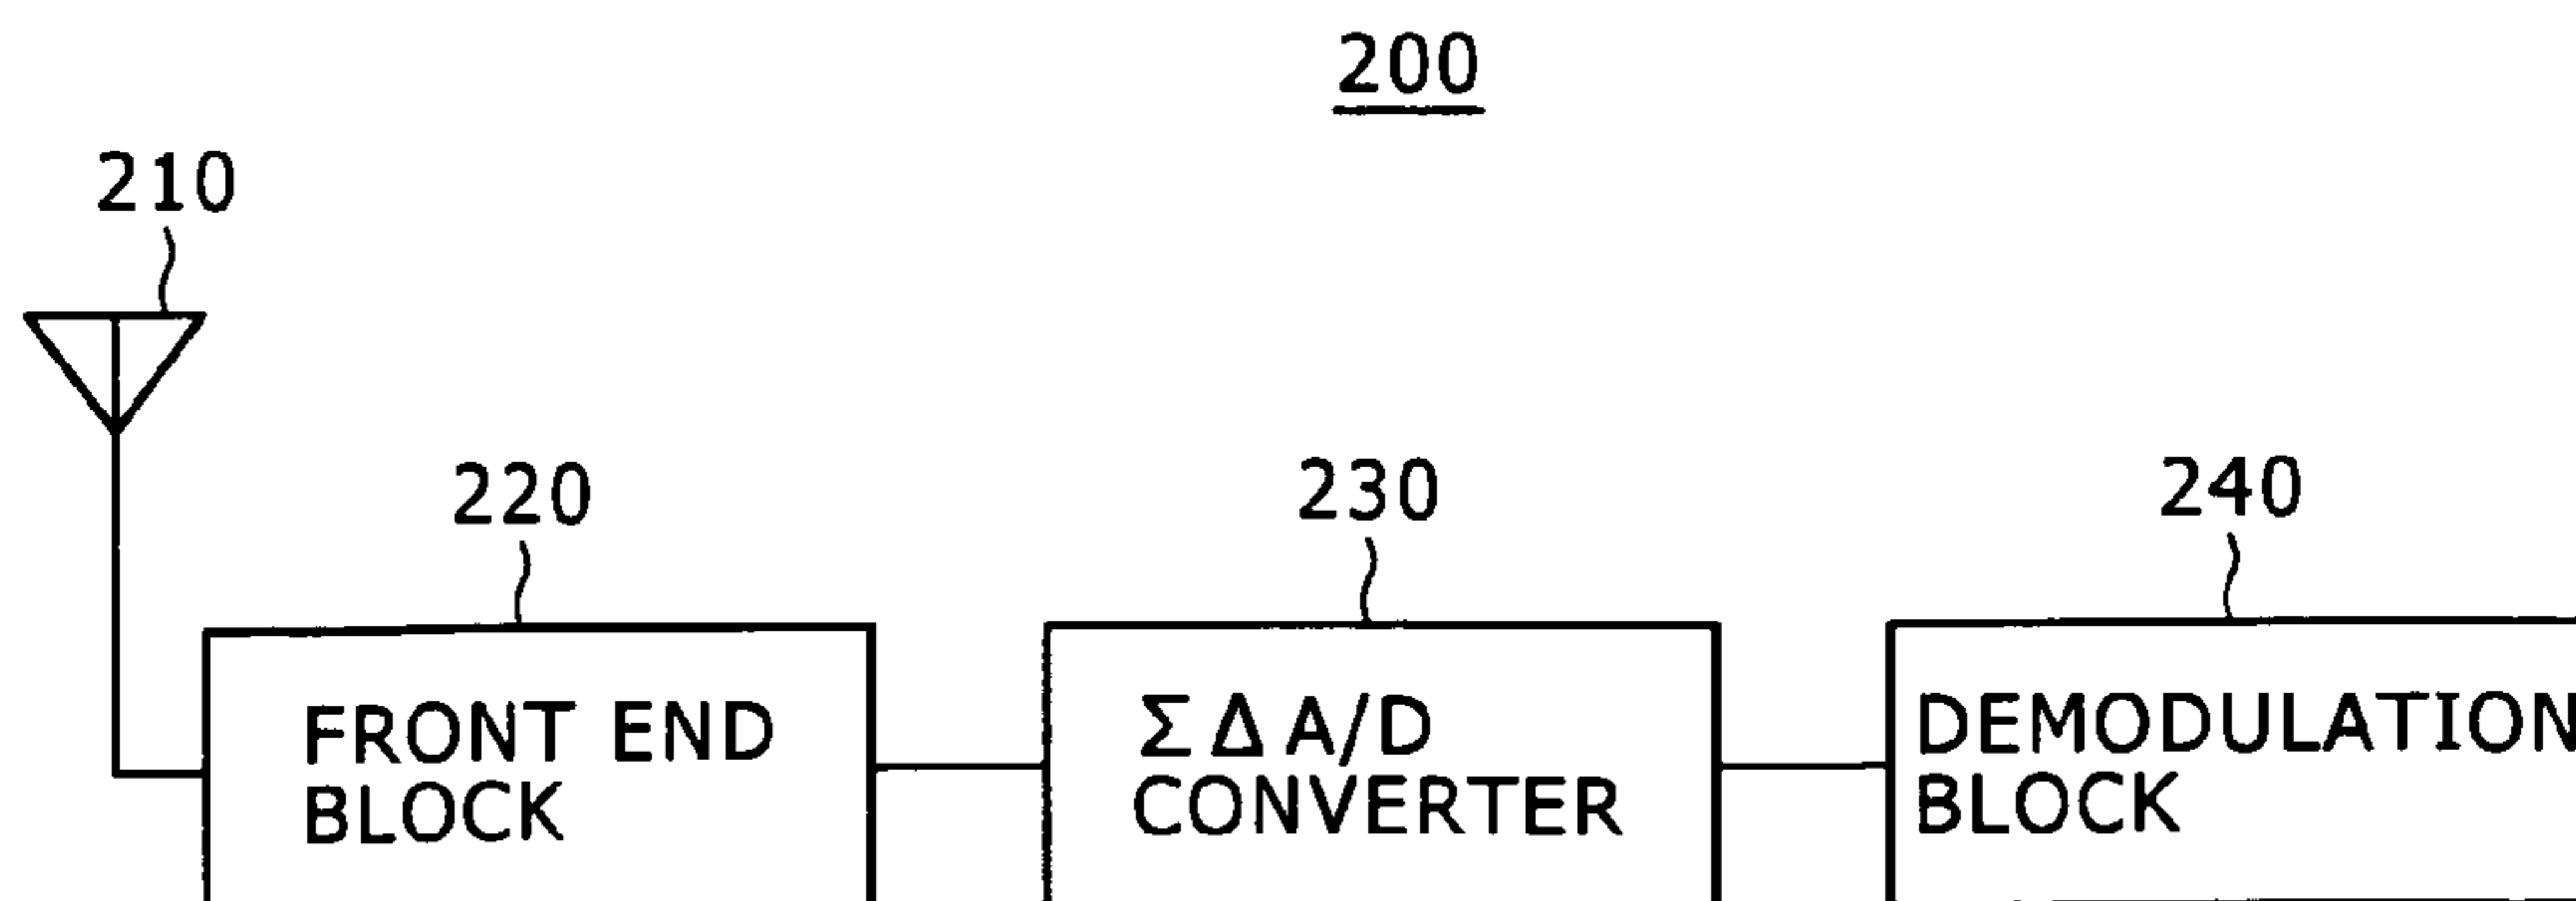 200
210
220
230
240
FRONT END
BLOCK
ΣΔ A/D
CONVERTER
DEMODULATION
BLOCK